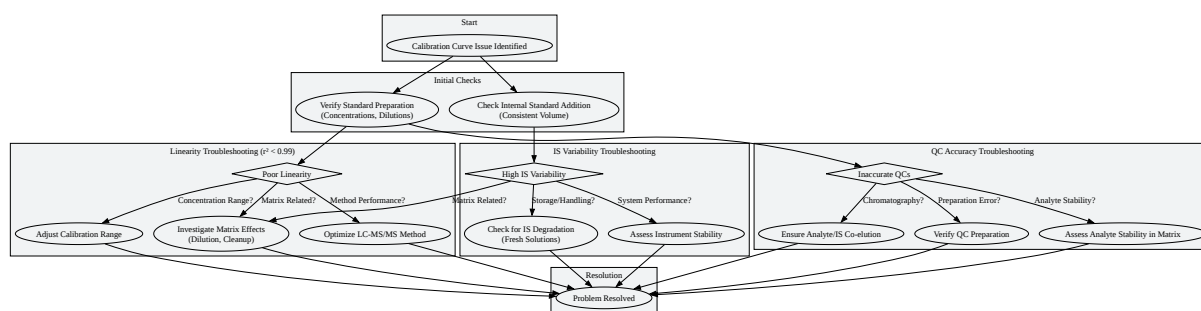 Start
Calibration Curve Issue Identified
Initial Checks
Verify Standard Preparation
(Concentrations, Dilutions)
Check Internal Standard Addition
(Consistent Volume)
Linearity Troubleshooting (r² < 0.99)
IS Variability Troubleshooting
QC Accuracy Troubleshooting
Poor Linearity
High IS Variability
Inaccurate QCs
Concentration Range?
Matrix Related?
Method Performance?
Matrix Related?
Storage/Handling?
System Performance?
Chromatography?
Preparation Error?
Analyte Stability?
Adjust Calibration Range
Investigate Matrix Effects
(Dilution, Cleanup)
Optimize LC-MS/MS Method
Check for IS Degradation
(Fresh Solutions)
Assess Instrument Stability
Ensure Analyte/IS Co-elution
Verify QC Preparation
Assess Analyte Stability in Matrix
Resolution
Problem Resolved